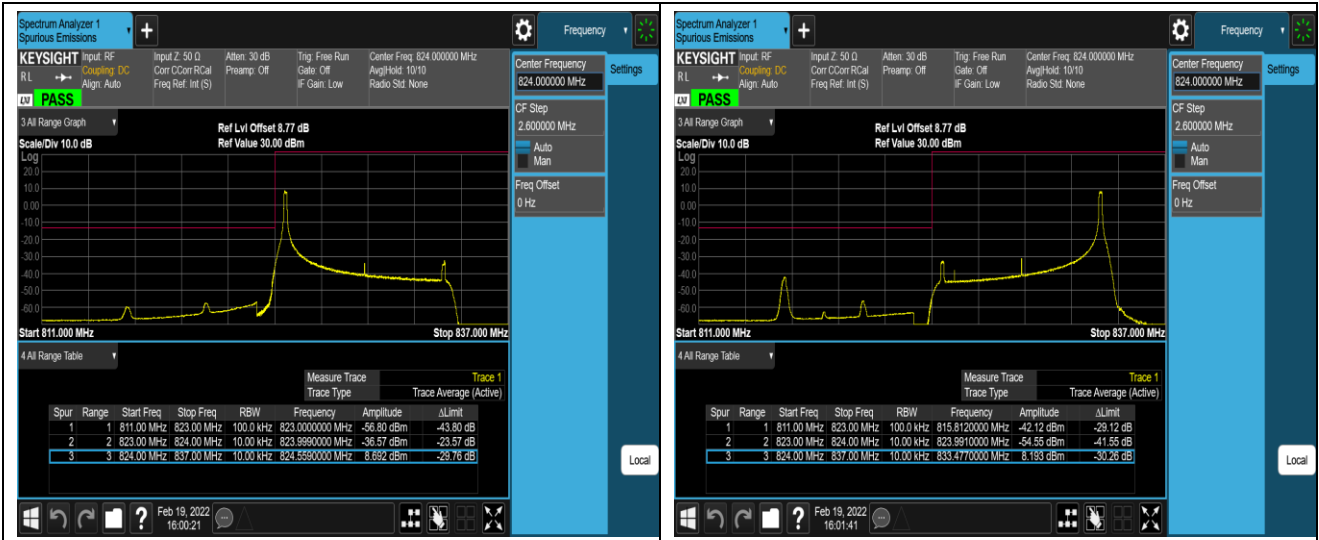 Spectrum Analyzer 1
Spurious Emissions
+
Frequency
KEYSIGHT Input: RF Input Z: 50 Ω Atten: 30 dB Trig: Free Run Center Freq: 824.000000 MHz
RL Coupling: DC Corr CCorr RCal Preamp: Off Gate: Off Avg|Hold: 10/10
Align: Auto Freq Ref: Int (S) IF Gain: Low Radio Std: None
LXI PASS
Center Frequency
824.000000 MHz
Settings
CF Step
2.600000 MHz
Auto
Man
Freq Offset
0 Hz
3 All Range Graph
Ref Lvl Offset 8.77 dB
Scale/Div 10.0 dB Ref Value 30.00 dBm
Log
20.0
10.0
0.00
-10.0
-20.0
-30.0
-40.0
-50.0
-60.0
Start 811.000 MHz Stop 837.000 MHz
4 All Range Table
Measure Trace Trace 1
Trace Type Trace Average (Active)
Spur Range Start Freq Stop Freq RBW Frequency Amplitude ΔLimit
1 1 811.00 MHz 823.00 MHz 100.0 kHz 823.0000000 MHz -56.80 dBm -43.80 dB
2 2 823.00 MHz 824.00 MHz 10.00 kHz 823.9990000 MHz -36.57 dBm -23.57 dB
3 3 824.00 MHz 837.00 MHz 10.00 kHz 824.5590000 MHz 8.692 dBm -29.76 dB
Local
? Feb 19, 2022
16:00:21
Spectrum Analyzer 1
Spurious Emissions
+
Frequency
KEYSIGHT Input: RF Input Z: 50 Ω Atten: 30 dB Trig: Free Run Center Freq: 824.000000 MHz
RL Coupling: DC Corr CCorr RCal Preamp: Off Gate: Off Avg|Hold: 10/10
Align: Auto Freq Ref: Int (S) IF Gain: Low Radio Std: None
LXI PASS
Center Frequency
824.000000 MHz
Settings
CF Step
2.600000 MHz
Auto
Man
Freq Offset
0 Hz
3 All Range Graph
Ref Lvl Offset 8.77 dB
Scale/Div 10.0 dB Ref Value 30.00 dBm
Log
20.0
10.0
0.00
-10.0
-20.0
-30.0
-40.0
-50.0
-60.0
Start 811.000 MHz Stop 837.000 MHz
4 All Range Table
Measure Trace Trace 1
Trace Type Trace Average (Active)
Spur Range Start Freq Stop Freq RBW Frequency Amplitude ΔLimit
1 1 811.00 MHz 823.00 MHz 100.0 kHz 815.8120000 MHz -42.12 dBm -29.12 dB
2 2 823.00 MHz 824.00 MHz 10.00 kHz 823.9910000 MHz -54.55 dBm -41.55 dB
3 3 824.00 MHz 837.00 MHz 10.00 kHz 833.4770000 MHz 8.193 dBm -30.26 dB
Local
? Feb 19, 2022
16:01:41